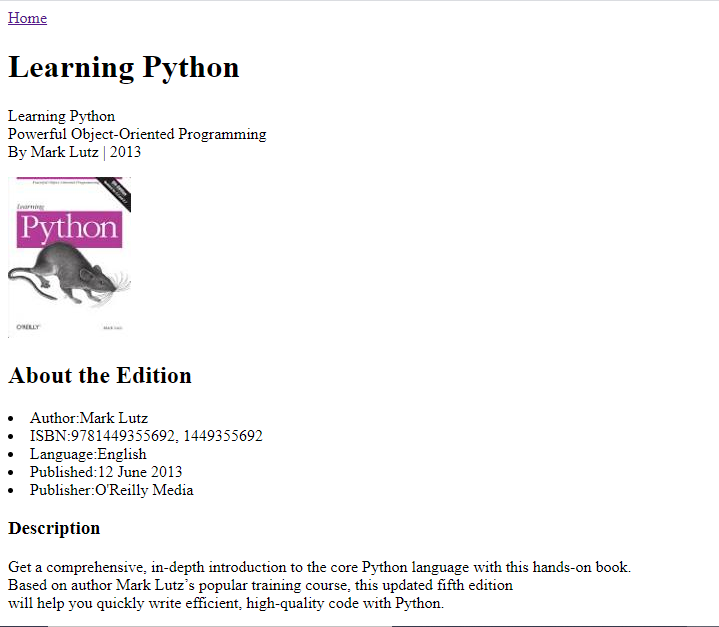 Home
Learning Python
Learning Python
Powerful Object-Oriented Programming
By Mark Lutz | 2013
Powerful Object-Oriented Programming
Learning
Python
O'REILLY
Mark Lutz
About the Edition
Author:Mark Lutz
ISBN:9781449355692, 1449355692
Language:English
Published:12 June 2013
Publisher:O'Reilly Media
Description
Get a comprehensive, in-depth introduction to the core Python language with this hands-on book.
Based on author Mark Lutz’s popular training course, this updated fifth edition
will help you quickly write efficient, high-quality code with Python.